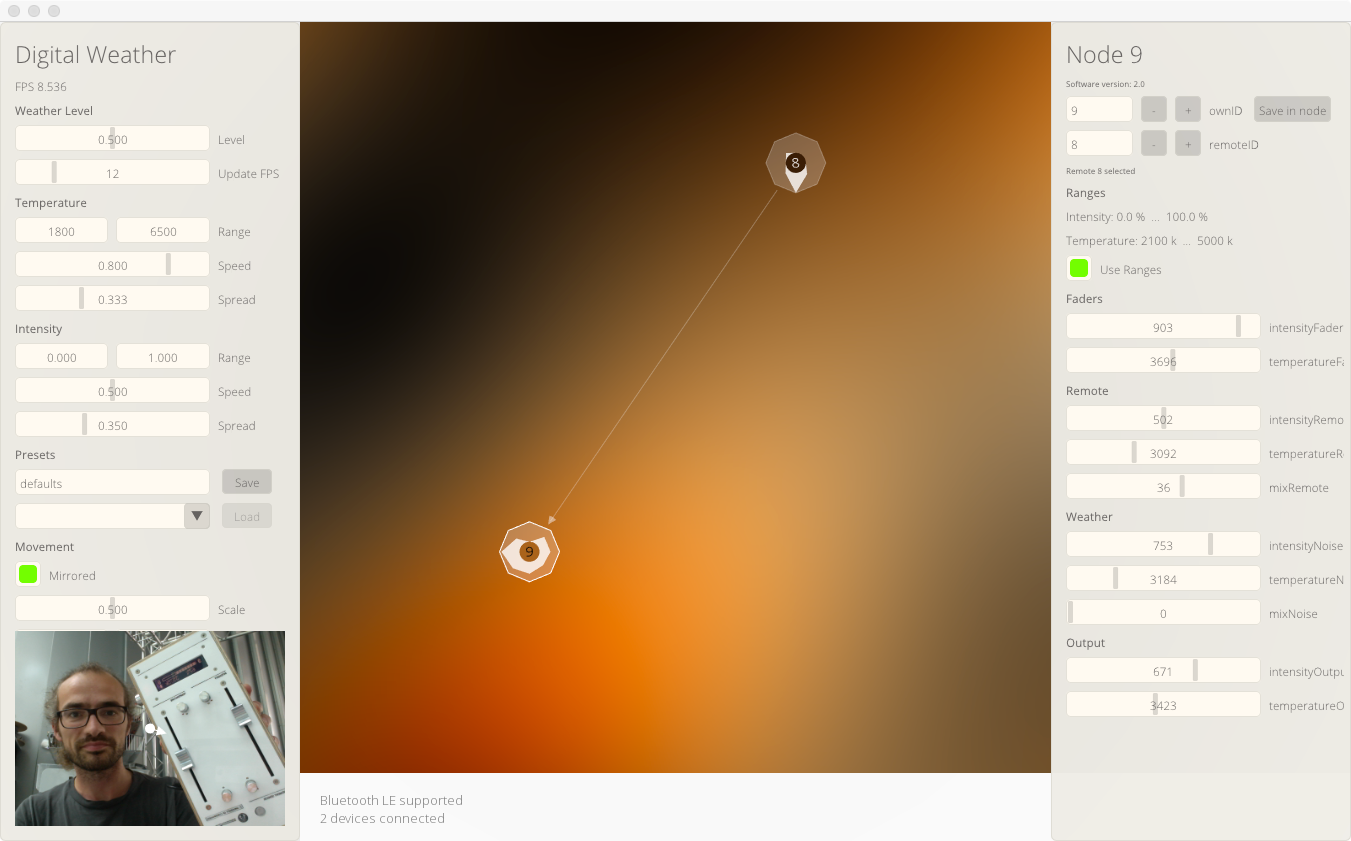 Digital Weather
FPS 8.536
Weather Level
0.500 Level
12 Update FPS
Temperature
1800 6500 Range
0.800 Speed
0.333 Spread
Intensity
0.000 1.000 Range
0.500 Speed
0.350 Spread
Presets
defaults Save
Load
Movement
Mirrored
0.500 Scale
8
9
Bluetooth LE supported
2 devices connected
Node 9
Software version: 2.0
9 - + ownID Save in node
8 - + remoteID
Remote 8 selected
Ranges
Intensity: 0.0 % ... 100.0 %
Temperature: 2100 k ... 5000 k
Use Ranges
Faders
903 intensityFader
3696 temperatureFa
Remote
502 intensityRemo
3092 temperatureR
36 mixRemote
Weather
753 intensityNoise
3184 temperatureN
0 mixNoise
Output
671 intensityOutpu
3423 temperatureO